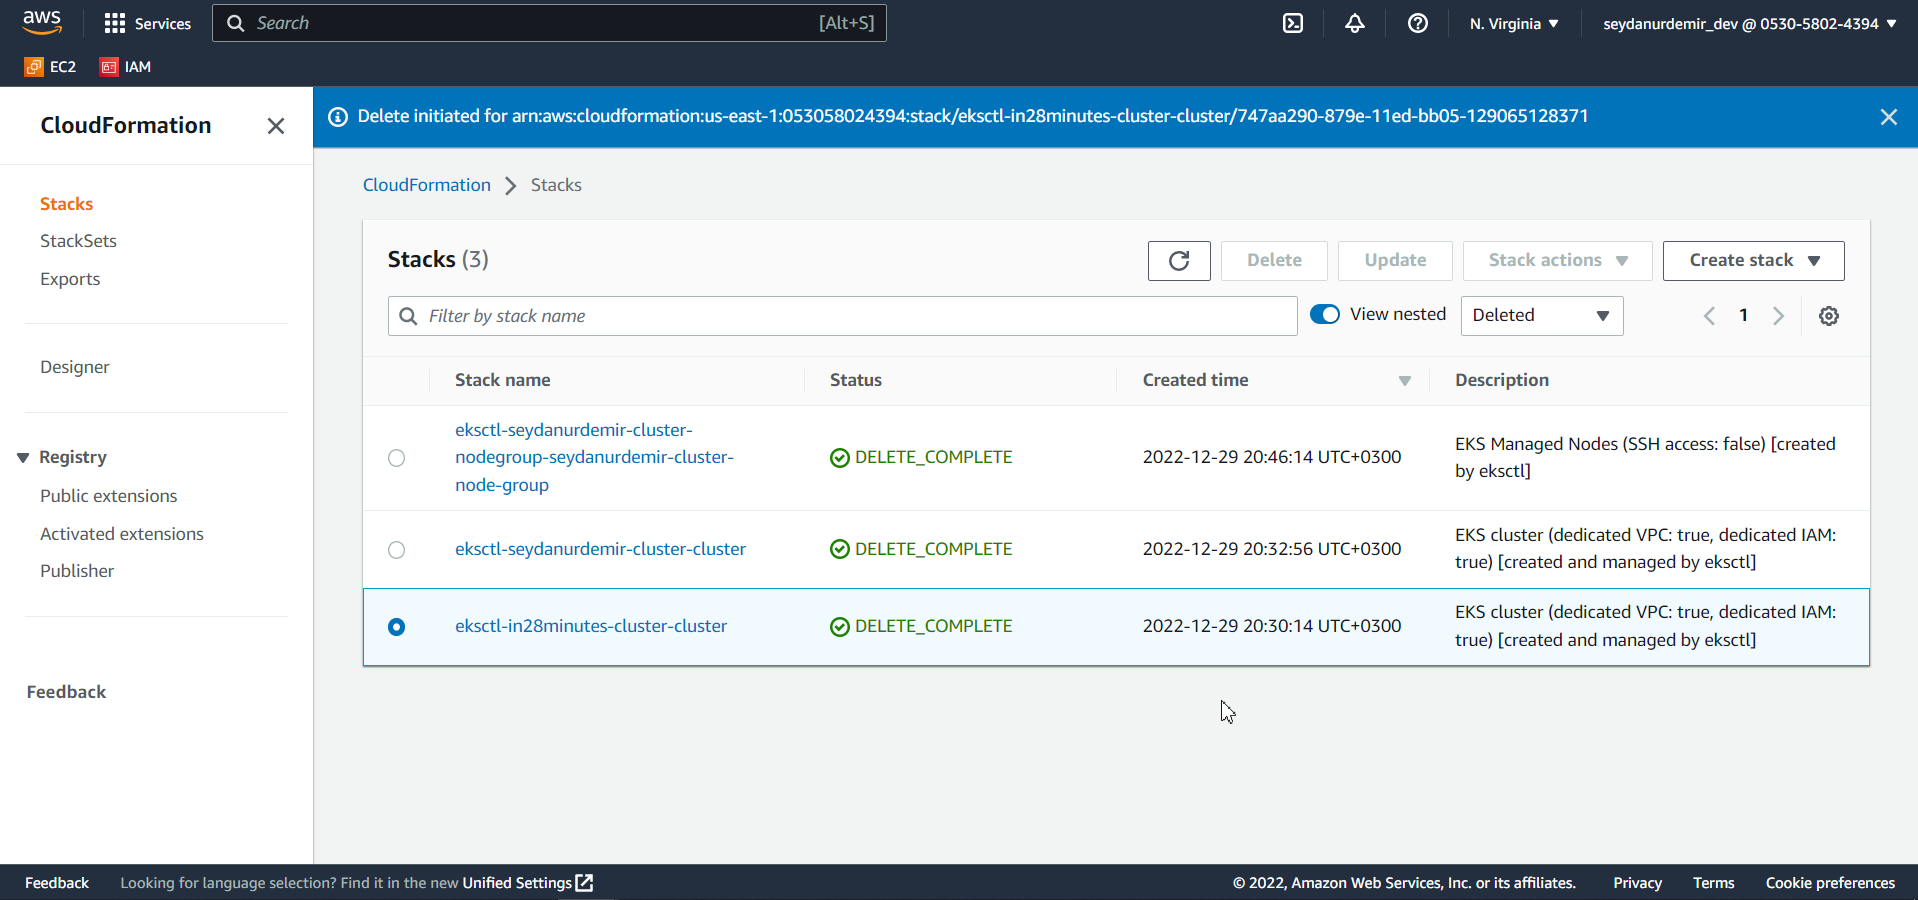 aws
Services
Search
[Alt+S]
N. Virginia
seydanurdemir_dev @ 0530-5802-4394
EC2
IAM
CloudFormation
Stacks
StackSets
Exports
Designer
Registry
Public extensions
Activated extensions
Publisher
Feedback
Delete initiated for arn:aws:cloudformation:us-east-1:053058024394:stack/eksctl-in28minutes-cluster-cluster/747aa290-879e-11ed-bb05-129065128371
CloudFormation
Stacks
Stacks (3)
Delete
Update
Stack actions
Create stack
Filter by stack name
View nested
Deleted
1
Stack name
Status
Created time
Description
eksctl-seydanurdemir-cluster-
nodegroup-seydanurdemir-cluster-
node-group
DELETE_COMPLETE
2022-12-29 20:46:14 UTC+0300
EKS Managed Nodes (SSH access: false) [created
by eksctl]
eksctl-seydanurdemir-cluster-cluster
DELETE_COMPLETE
2022-12-29 20:32:56 UTC+0300
EKS cluster (dedicated VPC: true, dedicated IAM:
true) [created and managed by eksctl]
eksctl-in28minutes-cluster-cluster
DELETE_COMPLETE
2022-12-29 20:30:14 UTC+0300
EKS cluster (dedicated VPC: true, dedicated IAM:
true) [created and managed by eksctl]
Feedback
Looking for language selection? Find it in the new Unified Settings
© 2022, Amazon Web Services, Inc. or its affiliates.
Privacy
Terms
Cookie preferences